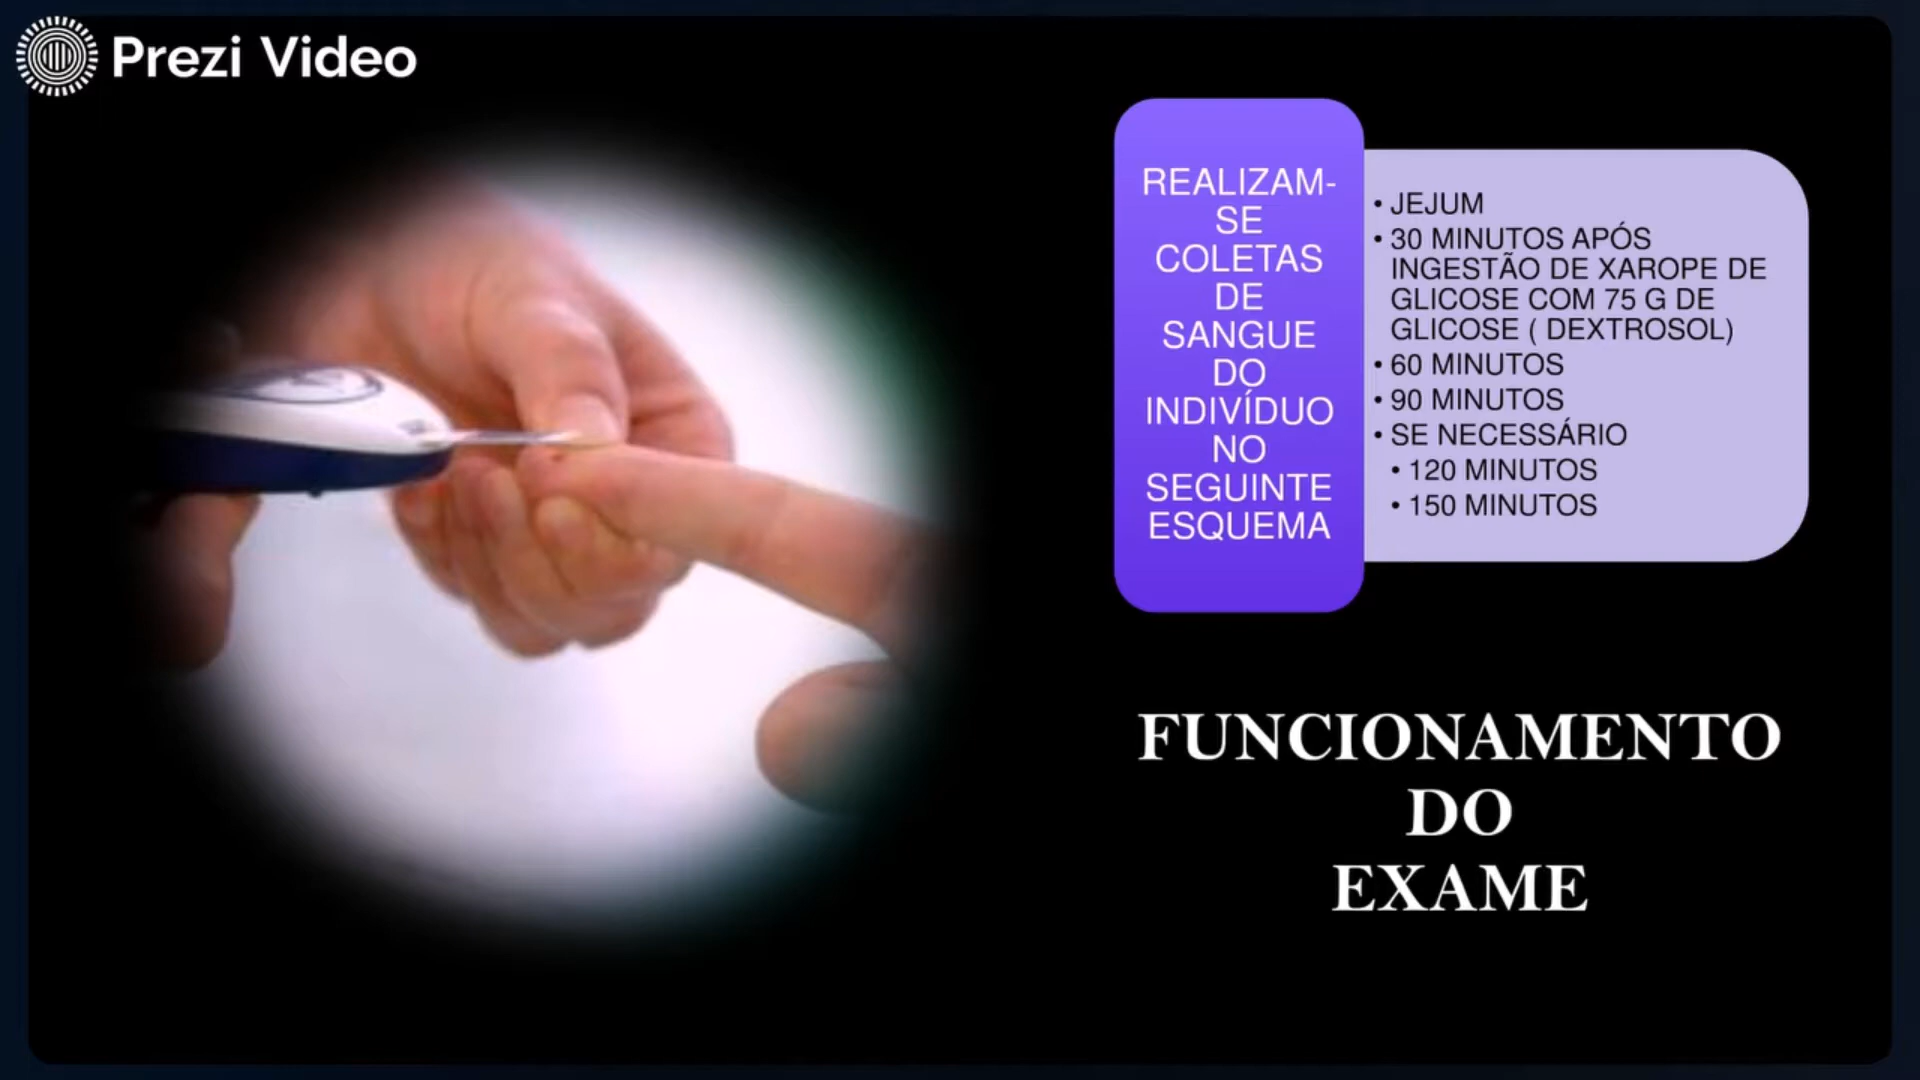 Prezi Video
REALIZAM-
SE
COLETAS
DE
SANGUE
DO
INDIVÍDUO
NO
SEGUINTE
ESQUEMA
• JEJUM
• 30 MINUTOS APÓS
INGESTÃO DE XAROPE DE
GLICOSE COM 75 G DE
GLICOSE ( DEXTROSOL)
• 60 MINUTOS
• 90 MINUTOS
• SE NECESSÁRIO
• 120 MINUTOS
• 150 MINUTOS
FUNCIONAMENTO
DO
EXAME